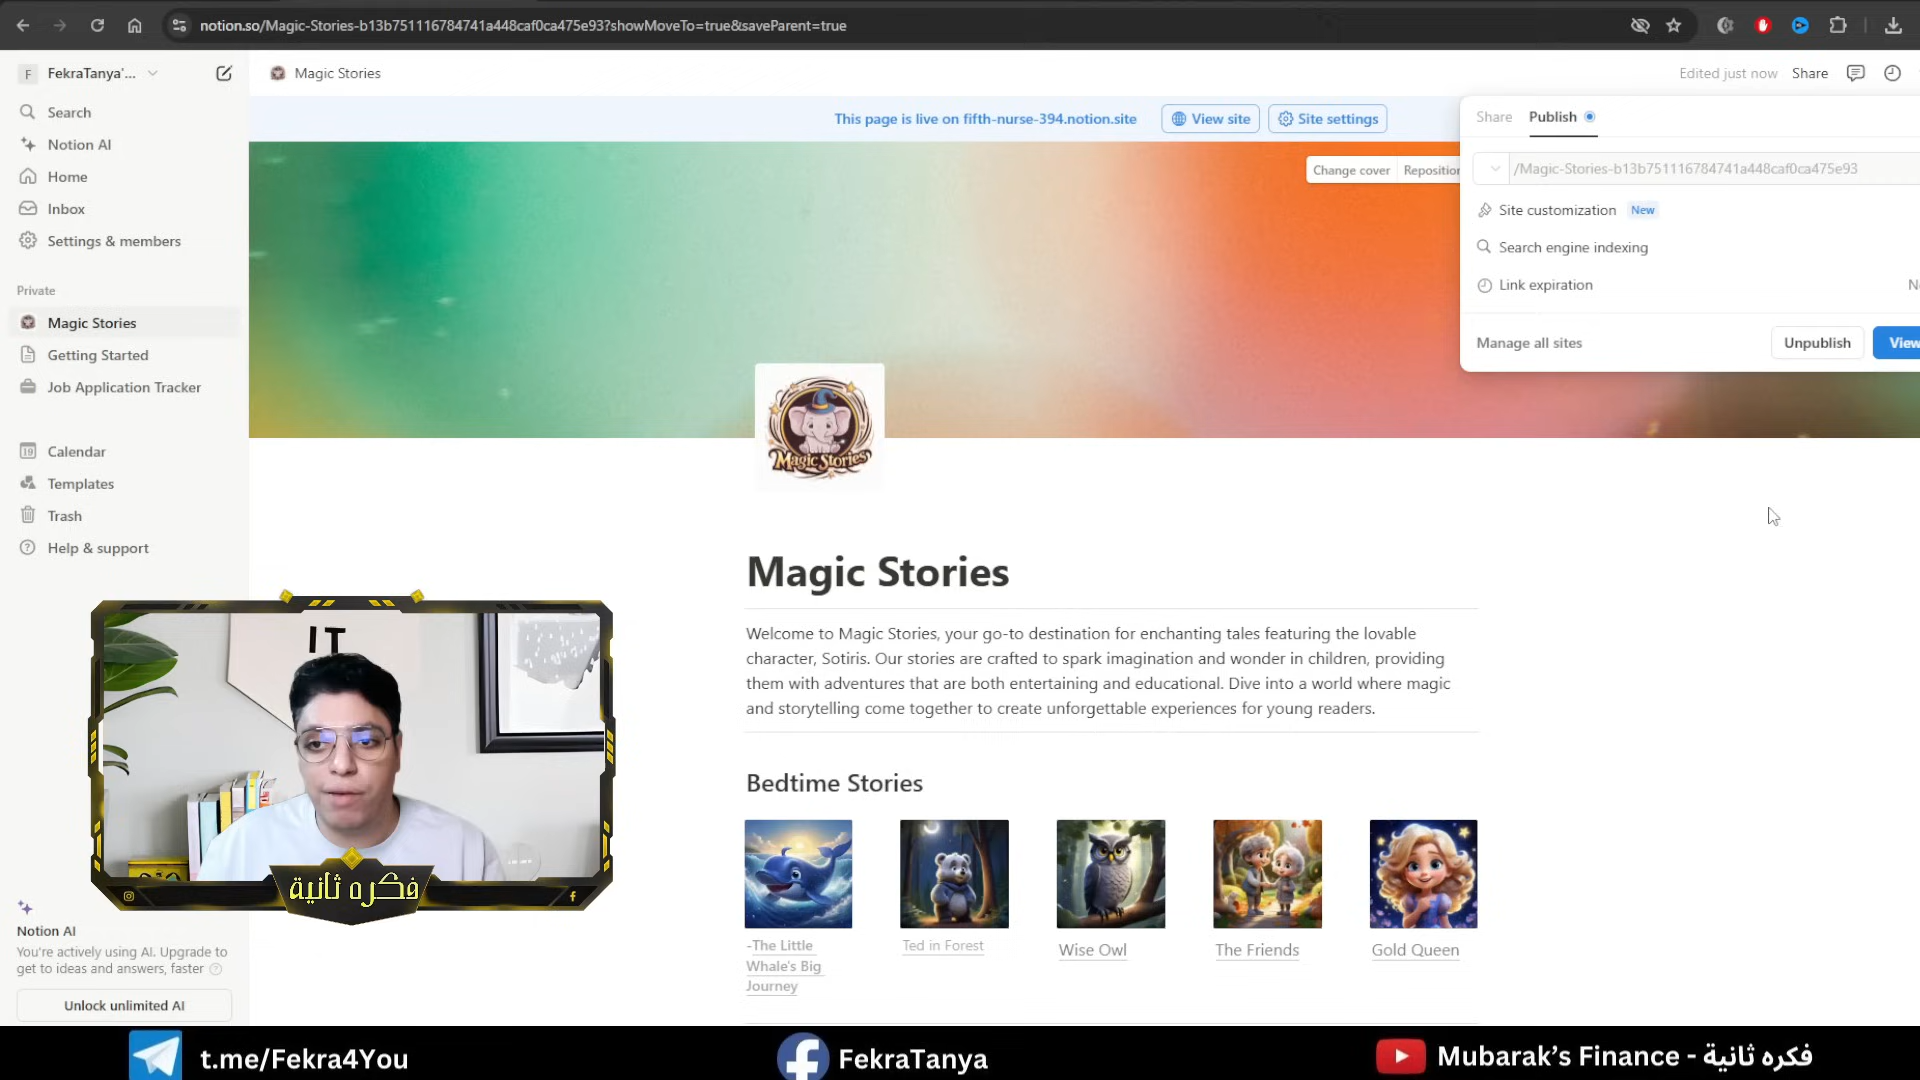 notion.so/Magic-Stories-b13b751116784741a448caf0ca475e93?showMoveTo=true&saveParent=true
F FekraTanya'...
Magic Stories
Edited just now
Share
Search
Notion AI
Home
Inbox
Settings & members
Private
Magic Stories
Getting Started
Job Application Tracker
19 Calendar
Templates
Trash
Help & support
This page is live on fifth-nurse-394.notion.site
View site
Site settings
Change cover
Reposition
Share
Publish
/Magic-Stories-b13b751116784741a448caf0ca475e93
Site customization New
Search engine indexing
Link expiration
Manage all sites
Unpublish
View
Magic Stories
Magic Stories
Welcome to Magic Stories, your go-to destination for enchanting tales featuring the lovable
character, Sotiris. Our stories are crafted to spark imagination and wonder in children, providing
them with adventures that are both entertaining and educational. Dive into a world where magic
and storytelling come together to create unforgettable experiences for young readers.
Bedtime Stories
-The Little
Whale's Big
Journey
Ted in Forest
Wise Owl
The Friends
Gold Queen
IT
فكره ثانية
Notion AI
You're actively using AI. Upgrade to
get to ideas and answers, faster
Unlock unlimited AI
t.me/Fekra4You
FekraTanya
Mubarak's Finance - فكره ثانية